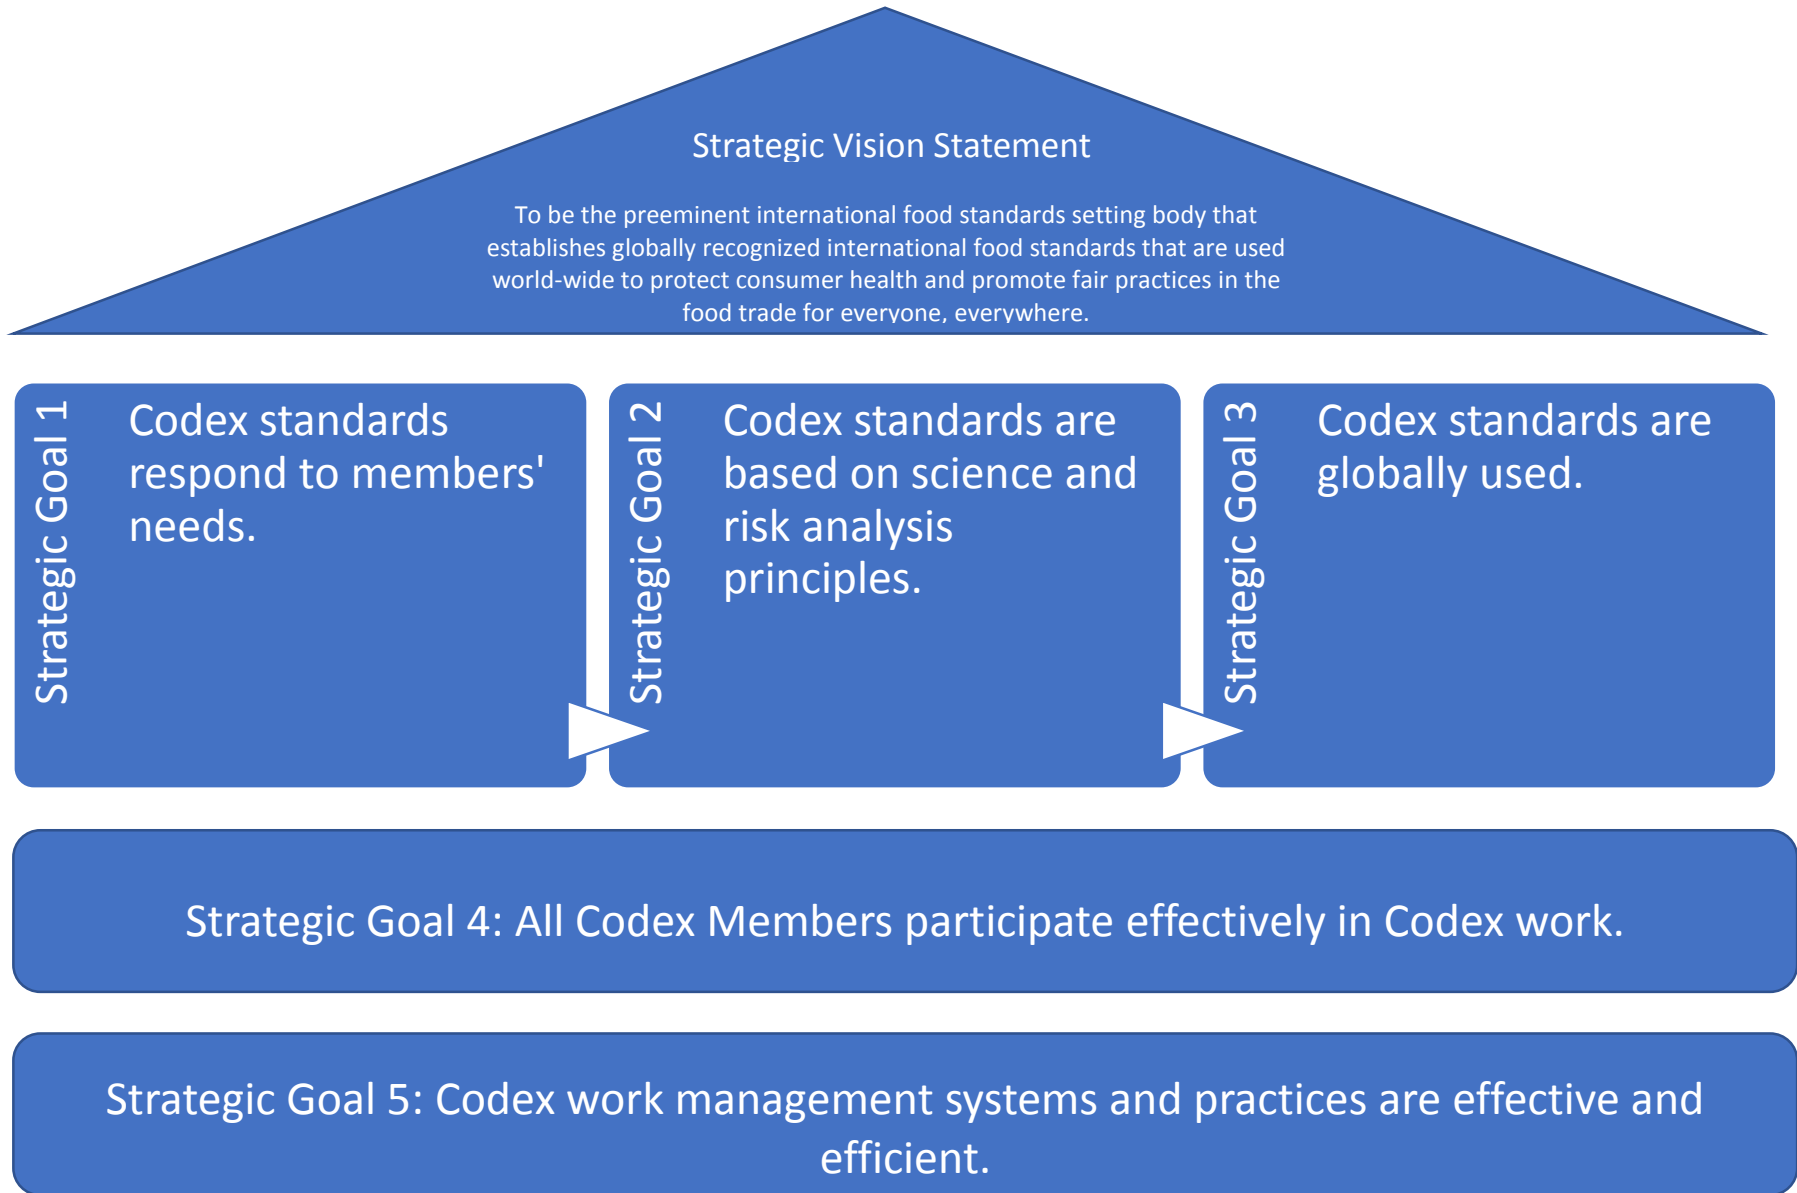 Strategic Vision Statement
To be the preeminent international food standards setting body that
establishes globally recognized international food standards that are used
world-wide to protect consumer health and promote fair practices in the
food trade for everyone, everywhere.
Strategic Goal 1
Codex standards
respond to members'
needs.
Strategic Goal 2
Codex standards are
based on science and
risk analysis
principles.
Strategic Goal 3
Codex standards are
globally used.
Strategic Goal 4: All Codex Members participate effectively in Codex work.
Strategic Goal 5: Codex work management systems and practices are effective and
efficient.